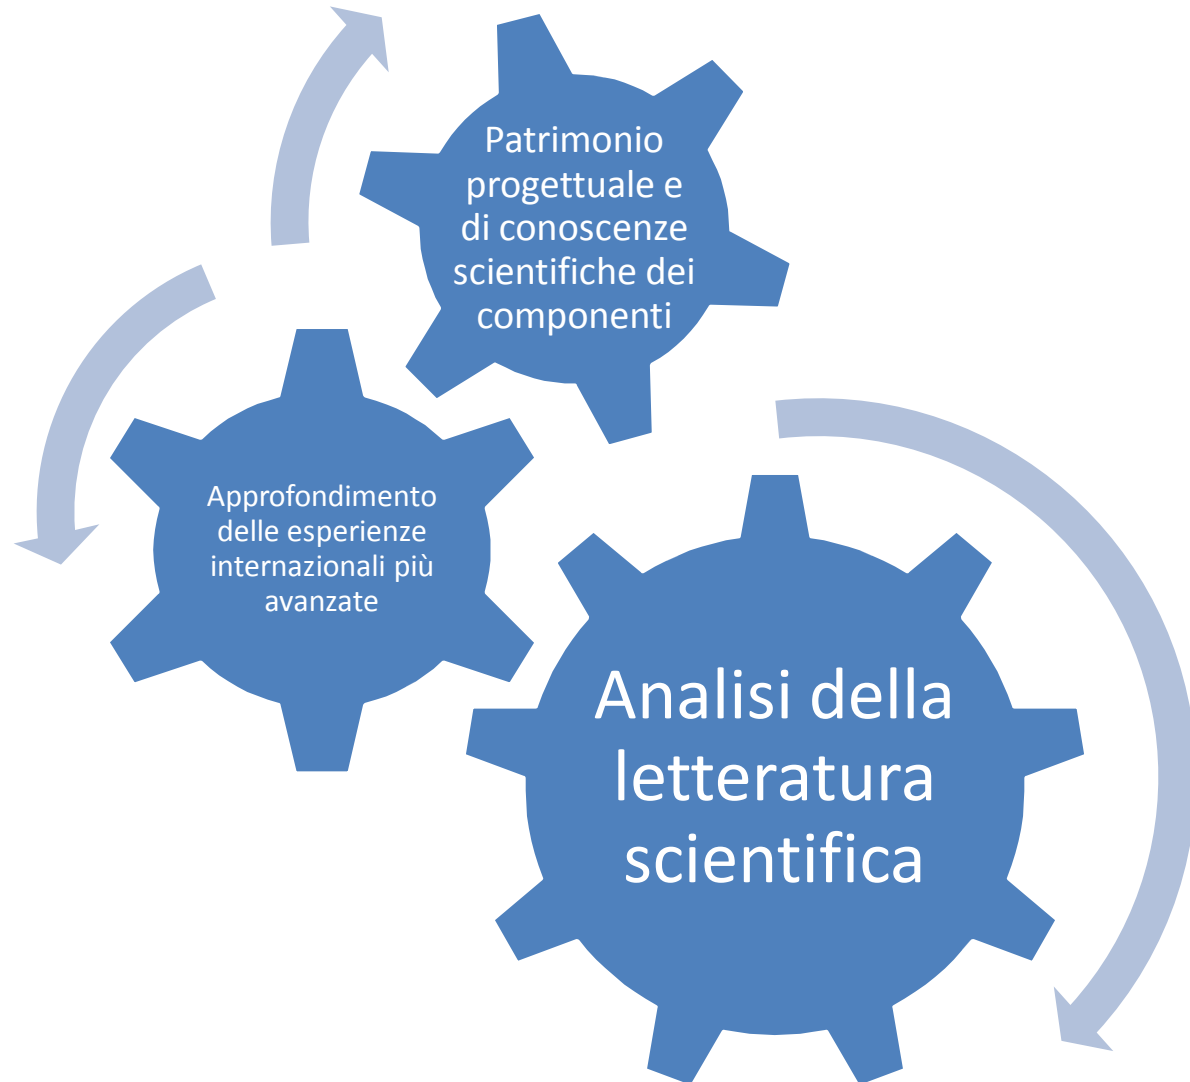 Patrimonio
progettuale e
di conoscenze
scientifiche dei
componenti
Approfondimento
delle esperienze
internazionali più
avanzate
Analisi della
letteratura
scientifica